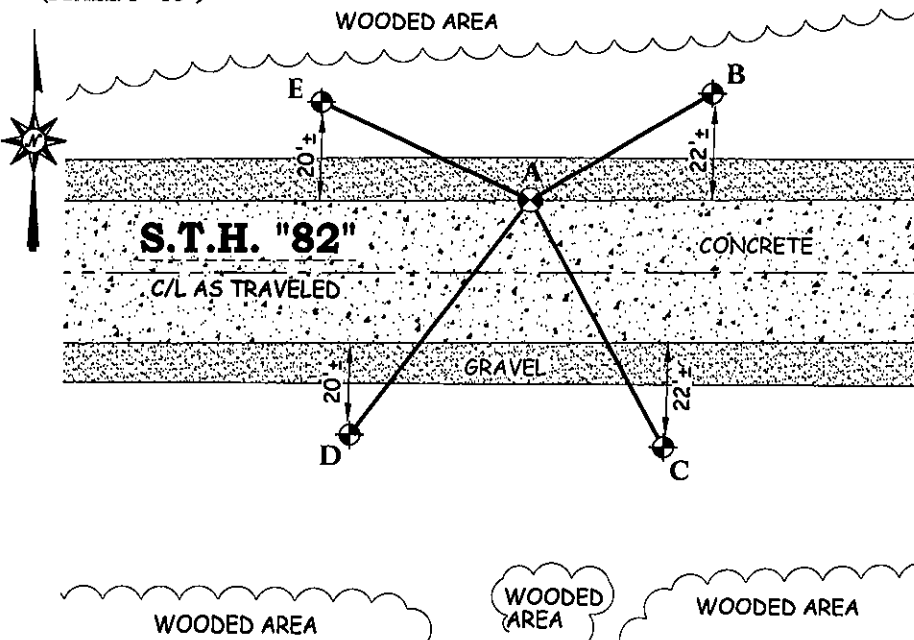 WOODED AREA
E
B
20'±
A
22'±
N
S.T.H. "82"
CONCRETE
C/L AS TRAVELED
GRAVEL
20'±
22'±
D
C
WOODED AREA
WOODED
AREA
WOODED AREA